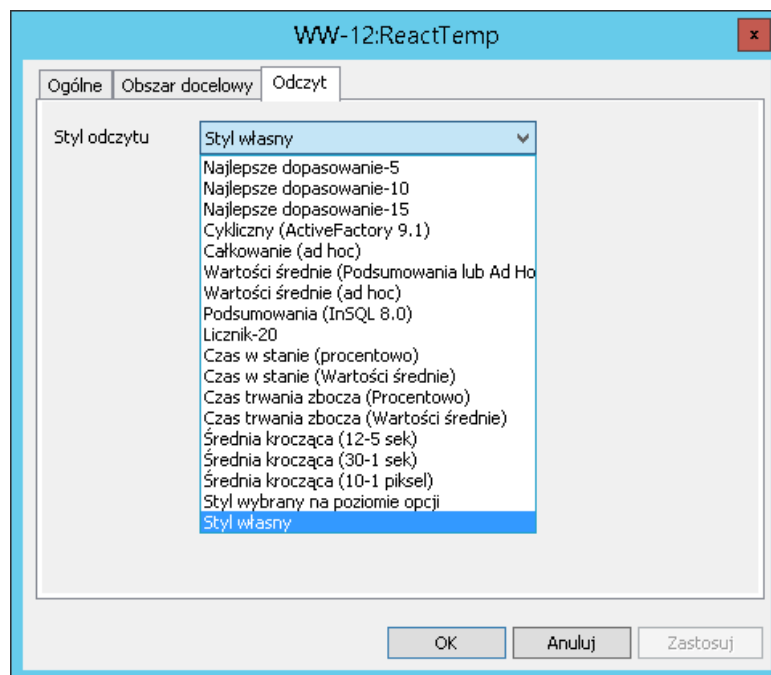 WW-12:ReactTemp
x
Ogólne Obszar docelowy Odczyt
Styl odczytu Styl własny
Najlepsze dopasowanie-5
Najlepsze dopasowanie-10
Najlepsze dopasowanie-15
Cykliczny (ActiveFactory 9.1)
Całkowanie (ad hoc)
Wartości średnie (Podsumowania lub Ad Ho
Wartości średnie (ad hoc)
Podsumowania (InSQL 8.0)
Licznik-20
Czas w stanie (procentowo)
Czas w stanie (Wartości średnie)
Czas trwania zbocza (Procentowo)
Czas trwania zbocza (Wartości średnie)
Średnia krocząca (12-5 sek)
Średnia krocząca (30-1 sek)
Średnia krocząca (10-1 piksel)
Styl wybrany na poziomie opcji
Styl własny
OK Anuluj Zastosuj